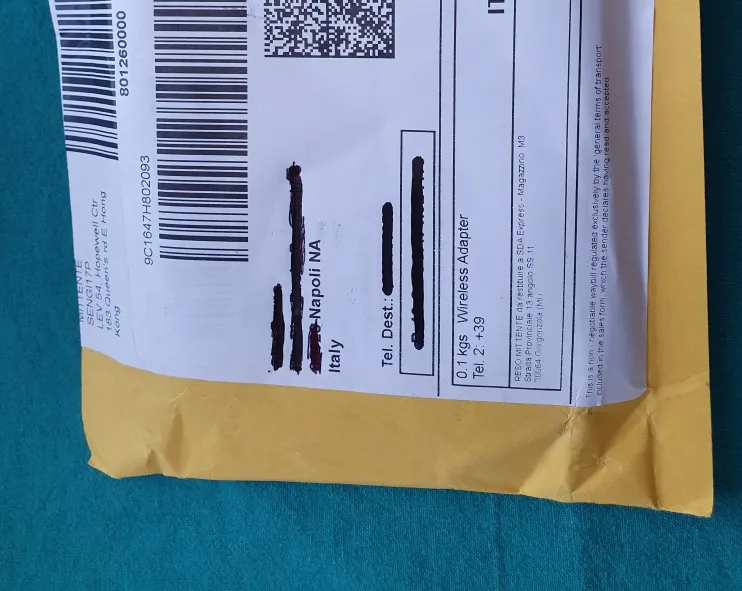 MITTENTE
SENGI17P
LEV 54, Hopewell Ctr
183 Queen's rd E Hong
Kong
801260000
9C1647H802093
Napoli NA
Italy
Tel. Dest.:
0.1 kgs Wireless Adapter
Tel. 2: +39
RESO MITTENTE da restituire a SDA Express - Magazzino M3
Strada Provinciale 13 angolo SS 11
20064 Gorgonzola (MI)
IT
This is a non - negotiable waybill regulated exclusively by the general terms of transport
included in the sales form, which the sender declares having read and accepted.